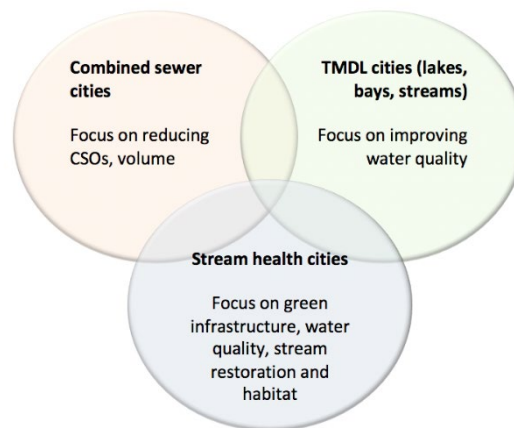 Combined sewer
cities
Focus on reducing
CSOs, volume
TMDL cities (lakes,
bays, streams)
Focus on improving
water quality
Stream health cities
Focus on green
infrastructure, water
quality, stream
restoration and
habitat